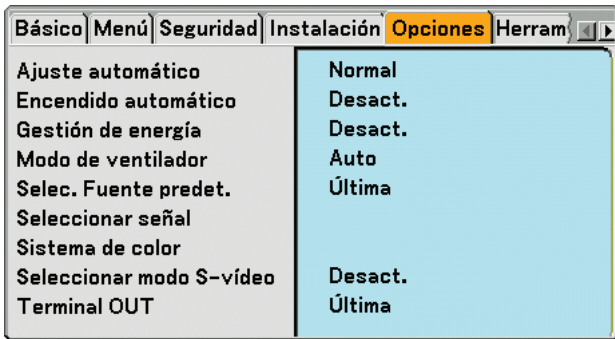 Básico Menú Seguridad Instalación Opciones Herram
Ajuste automático Normal
Encendido automático Desact.
Gestión de energía Desact.
Modo de ventilador Auto
Selec. Fuente predet. Última
Seleccionar señal
Sistema de color
Seleccionar modo S-vídeo Desact.
Terminal OUT Última